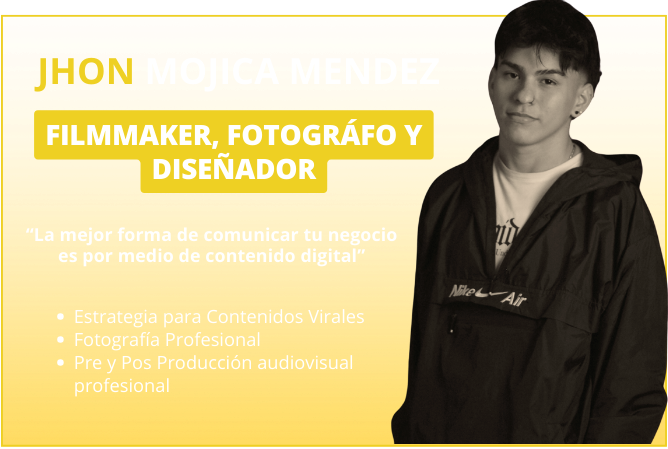 JHON MOJICA MENDEZ
FILMMAKER, FOTOGRÁFO Y
DISEÑADOR
“La mejor forma de comunicar tu negocio
es por medio de contenido digital”
• Estrategia para Contenidos Virales
• Fotografía Profesional
• Pre y Pos Producción audiovisual
profesional
Nike Air